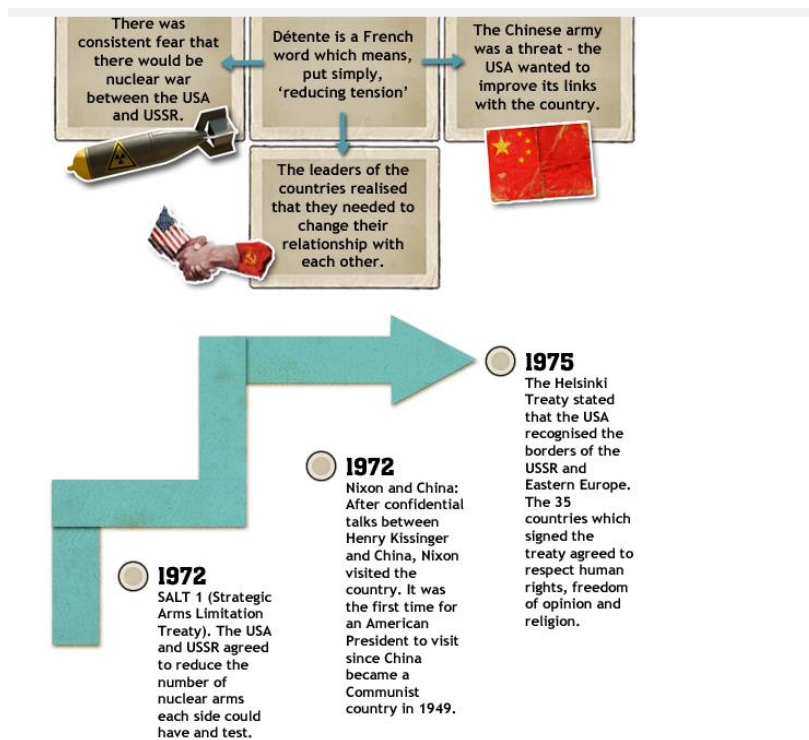 There was
consistent fear that
there would be
nuclear war
between the USA
and USSR.
Détente is a French
word which means,
put simply,
‘reducing tension’
The Chinese army
was a threat - the
USA wanted to
improve its links
with the country.
The leaders of the
countries realised
that they needed to
change their
relationship with
each other.
1972
SALT 1 (Strategic
Arms Limitation
Treaty). The USA
and USSR agreed
to reduce the
number of
nuclear arms
each side could
have and test.
1972
Nixon and China:
After confidential
talks between
Henry Kissinger
and China, Nixon
visited the
country. It was
the first time for
an American
President to visit
since China
became a
Communist
country in 1949.
1975
The Helsinki
Treaty stated
that the USA
recognised the
borders of the
USSR and
Eastern Europe.
The 35
countries which
signed the
treaty agreed to
respect human
rights, freedom
of opinion and
religion.